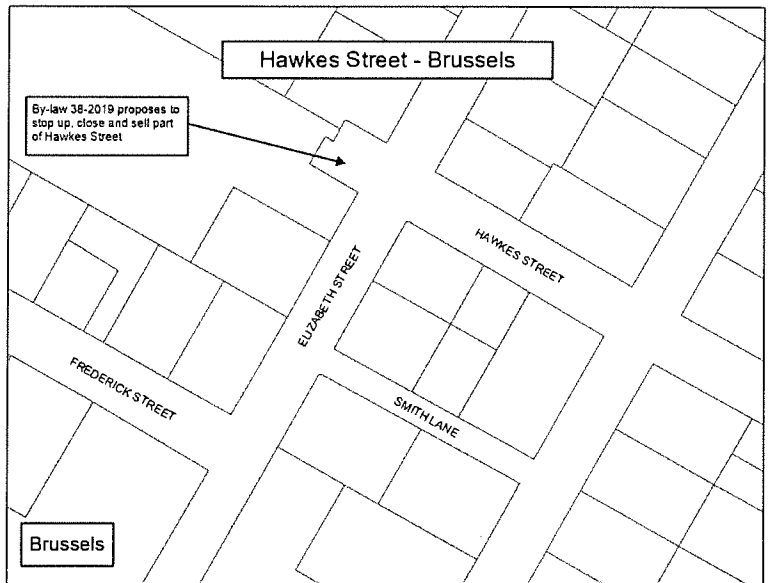 Hawkes Street - Brussels
By-law 38-2019 proposes to
stop up, close and sell part
of Hawkes Street
HAWKES STREET
ELIZABETH STREET
FREDERICK STREET
SMITH LANE
Brussels